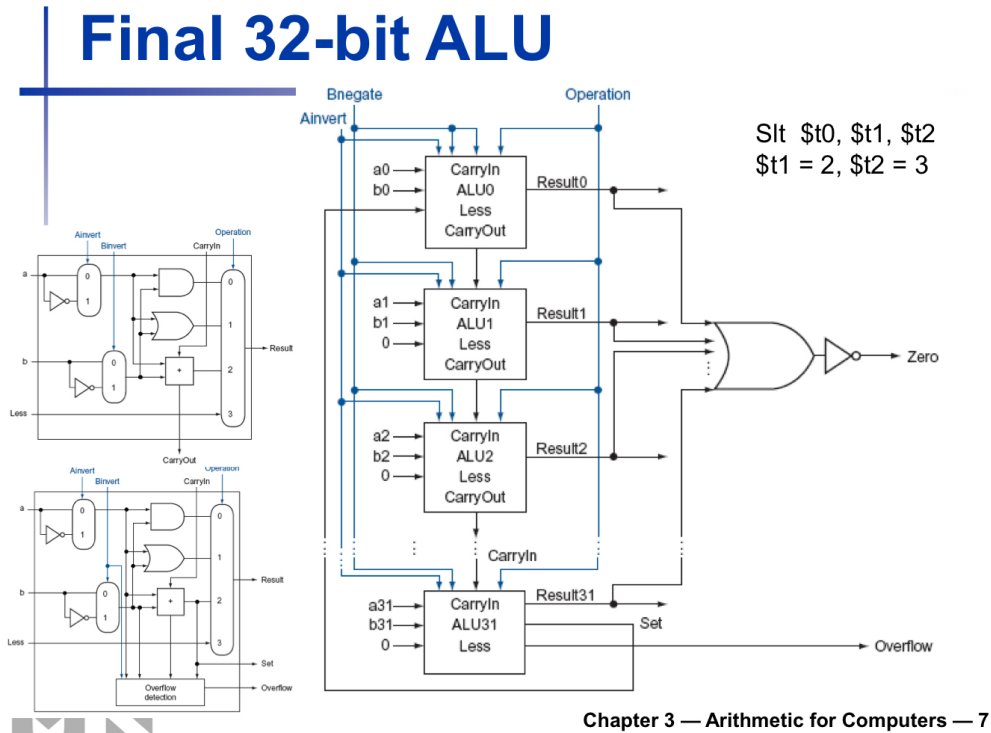 Final 32-bit ALU
Bnegate
Operation
Ainvert
Slt $t0, $t1, $t2
$t1 = 2, $t2 = 3
a0
b0
CarryIn
ALU0
Less
CarryOut
Result0
a1
b1
0
CarryIn
ALU1
Less
CarryOut
Result1
Zero
a2
b2
0
CarryIn
ALU2
Less
CarryOut
Result2
CarryIn
a31
b31
0
CarryIn
ALU31
Less
Result31
Set
Overflow
Ainvert
Binvert
CarryIn
Operation
a
0
1
b
0
1
+
0
1
2
3
Less
Result
CarryOut
Ainvert
Binvert
CarryIn
Operation
a
0
1
b
0
1
+
0
1
2
3
Less
Result
Set
Overflow
detection
Overflow
Chapter 3 — Arithmetic for Computers — 7